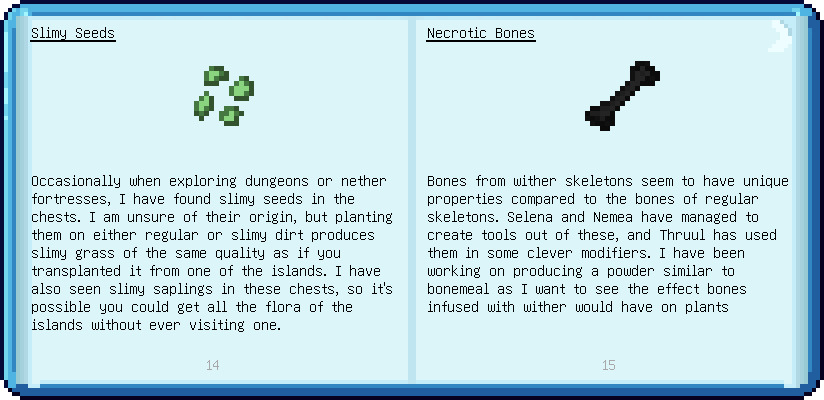 Slimy Seeds
Occasionally when exploring dungeons or nether
fortresses, I have found slimy seeds in the
chests. I am unsure of their origin, but planting
them on either regular or slimy dirt produces
slimy grass of the same quality as if you
transplanted it from one of the islands. I have
also seen slimy saplings in these chests, so it's
possible you could get all the flora of the
islands without ever visiting one.
14
Necrotic Bones
Bones from wither skeletons seem to have unique
properties compared to the bones of regular
skeletons. Selena and Nemea have managed to
create tools out of these, and Thruul has used
them in some clever modifiers. I have been
working on producing a powder similar to
bonemeal as I want to see the effect bones
infused with wither would have on plants
15